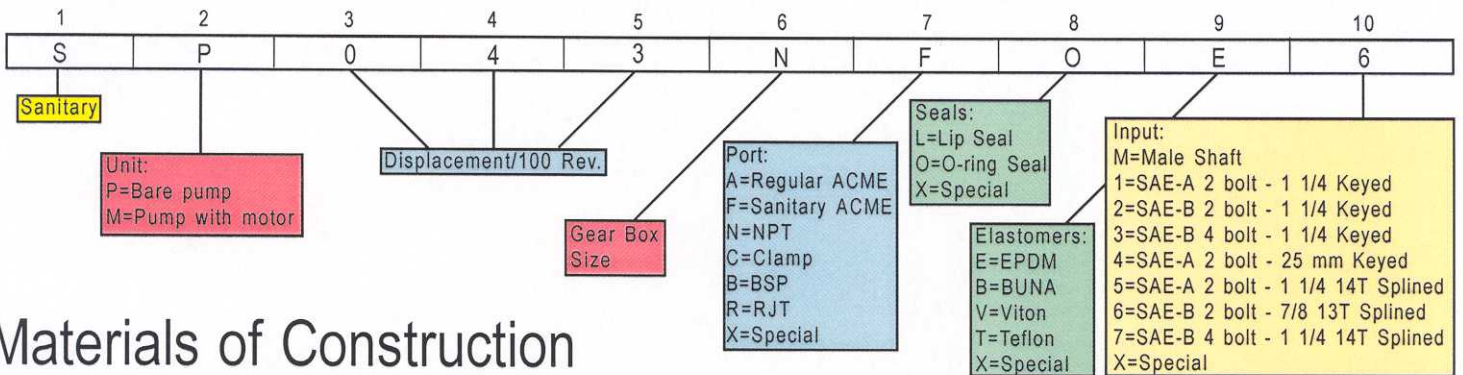 1 2 3 4 5 6 7 8 9 10
S P 0 4 3 N F O E 6
Sanitary
Unit:
P=Bare pump
M=Pump with motor
Displacement/100 Rev.
Gear Box
Size
Port:
A=Regular ACME
F=Sanitary ACME
N=NPT
C=Clamp
B=BSP
R=RJT
X=Special
Seals:
L=Lip Seal
O=O-ring Seal
X=Special
Elastomers:
E=EPDM
B=BUNA
V=Viton
T=Teflon
X=Special
Input:
M=Male Shaft
1=SAE-A 2 bolt - 1 1/4 Keyed
2=SAE-B 2 bolt - 1 1/4 Keyed
3=SAE-B 4 bolt - 1 1/4 Keyed
4=SAE-A 2 bolt - 25 mm Keyed
5=SAE-A 2 bolt - 1 1/4 14T Splined
6=SAE-B 2 bolt - 7/8 13T Splined
7=SAE-B 4 bolt - 1 1/4 14T Splined
X=Special
Materials of Construction